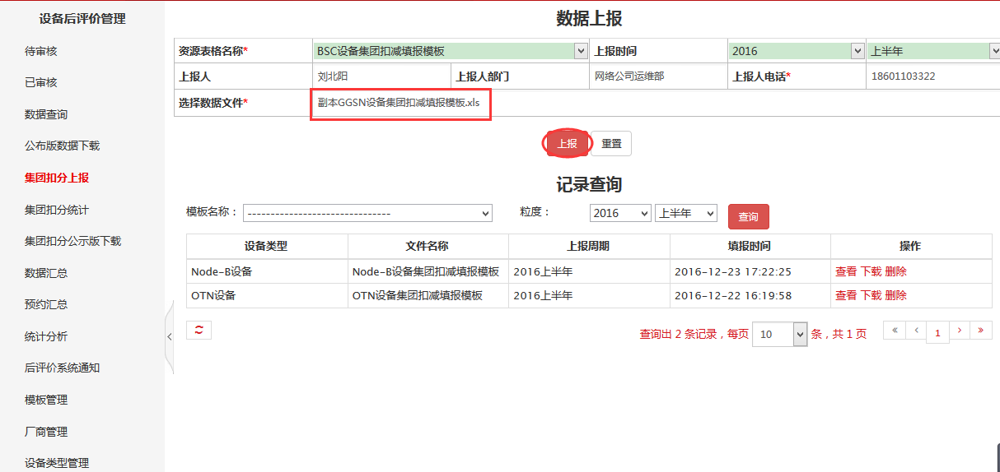 设备后评价管理
待审核
已审核
数据查询
公布版数据下载
集团扣分上报
集团扣分统计
集团扣分公示版下载
数据汇总
预约汇总
统计分析
后评价系统通知
模板管理
厂商管理
设备类型管理
数据上报
资源表格名称* BSC设备集团扣减填报模板 上报时间 2016 上半年
上报人 刘北阳 上报人部门 网络公司运维部 上报人电话* 18601103322
选择数据文件* 副本GGSN设备集团扣减填报模板.xls
上报 重置
记录查询
模板名称： ------------------------------- 粒度： 2016 上半年 查询
设备类型 文件名称 上报周期 填报时间 操作
Node-B设备 Node-B设备集团扣减填报模板 2016上半年 2016-12-23 17:22:25 查看 下载 删除
OTN设备 OTN设备集团扣减填报模板 2016上半年 2016-12-22 16:19:58 查看 下载 删除
查询出 2 条记录，每页 10 条，共 1 页 « ‹ 1 › »